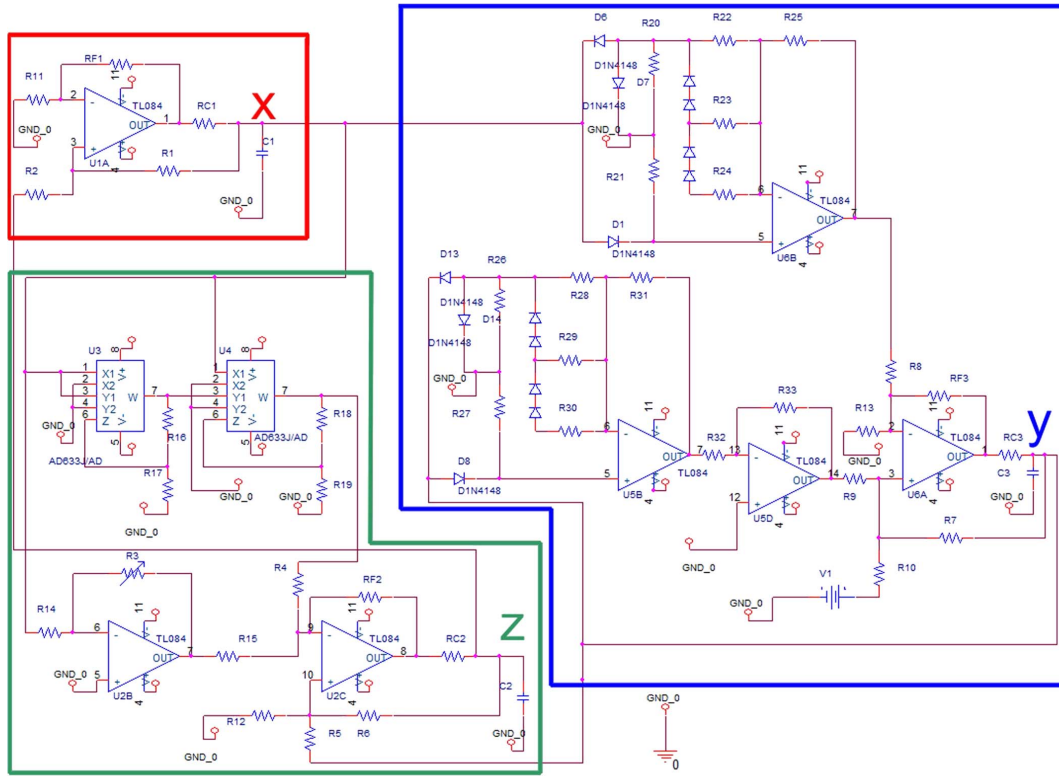 D6 R20 R22 R25
D1N4148
D7
D1N4148
GND_0
R23
R21
R24
D1
D1N4148
11
6 - V-
TL084
OUT 7
5 + V+
U6B
4
RF1
R11
11
2 - V-
TL084
1
RC1
X
GND_0
OUT
3 + V+
U1A
4
C1
R2
R1
GND_0
D13 R26
R28 R31
D1N4148
D14
D1N4148
GND_0
R29
R27
R30
D8
D1N4148
11
6 - V-
7 R32
TL084
OUT
5 + V+
U5B
4
R33
11
13 - V-
TL084
OUT 14
12 + V+
U5D
4
GND_0
R9
R8
RF3
R13
11
2 - V-
TL084
1 RC3
GND_0
OUT
3 + V+
U6A
4
C3
GND_0
y
R7
R10
V1
GND_0
U3
8
1 X1 V+
2 X2
3 Y1 W 7
4 Y2
6 Z V-
5
AD633J/AD
GND_0
R16
R17
GND_0
U4
8
1 X1 V+
2 X2
3 Y1 W 7
4 Y2
6 Z V-
5
AD633J/AD
GND_0
R18
R19
GND_0
R3
R14
11
6 - V-
TL084
OUT 7
GND_0 5 + V+
U2B
4
R15
R4
RF2
11
9 - V-
TL084
OUT 8
10 + V+
U2C
4
RC2
Z
C2
R12
R5 R6
GND_0
GND_0
GND_0
0